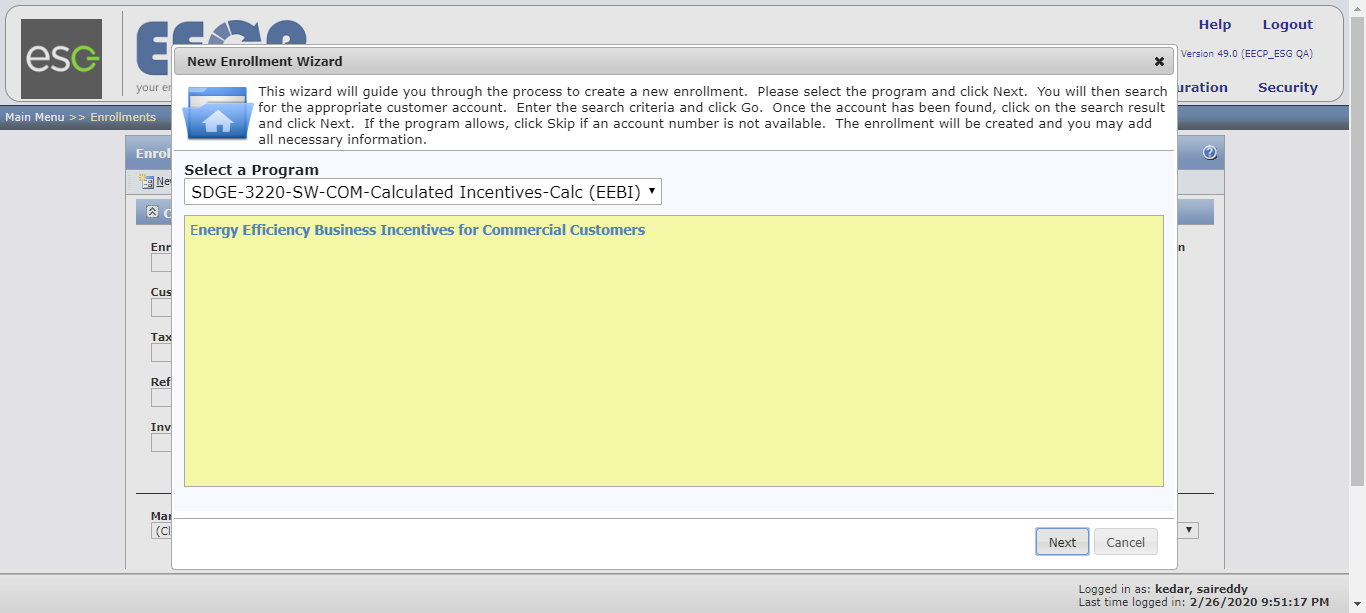 esc
EECP
your en
Help Logout
Version 49.0 (EECP_ESG QA)
uration Security
Main Menu >> Enrollments
New Enrollment Wizard
This wizard will guide you through the process to create a new enrollment. Please select the program and click Next. You will then search
for the appropriate customer account. Enter the search criteria and click Go. Once the account has been found, click on the search result
and click Next. If the program allows, click Skip if an account number is not available. The enrollment will be created and you may add
all necessary information.
Select a Program
SDGE-3220-SW-COM-Calculated Incentives-Calc (EEBI)
Energy Efficiency Business Incentives for Commercial Customers
Next Cancel
Enrol
Ne
C
Enr
n
Cus
Tax
Ref
Inv
Mar
(Cl
Logged in as: kedar, saireddy
Last time logged in: 2/26/2020 9:51:17 PM